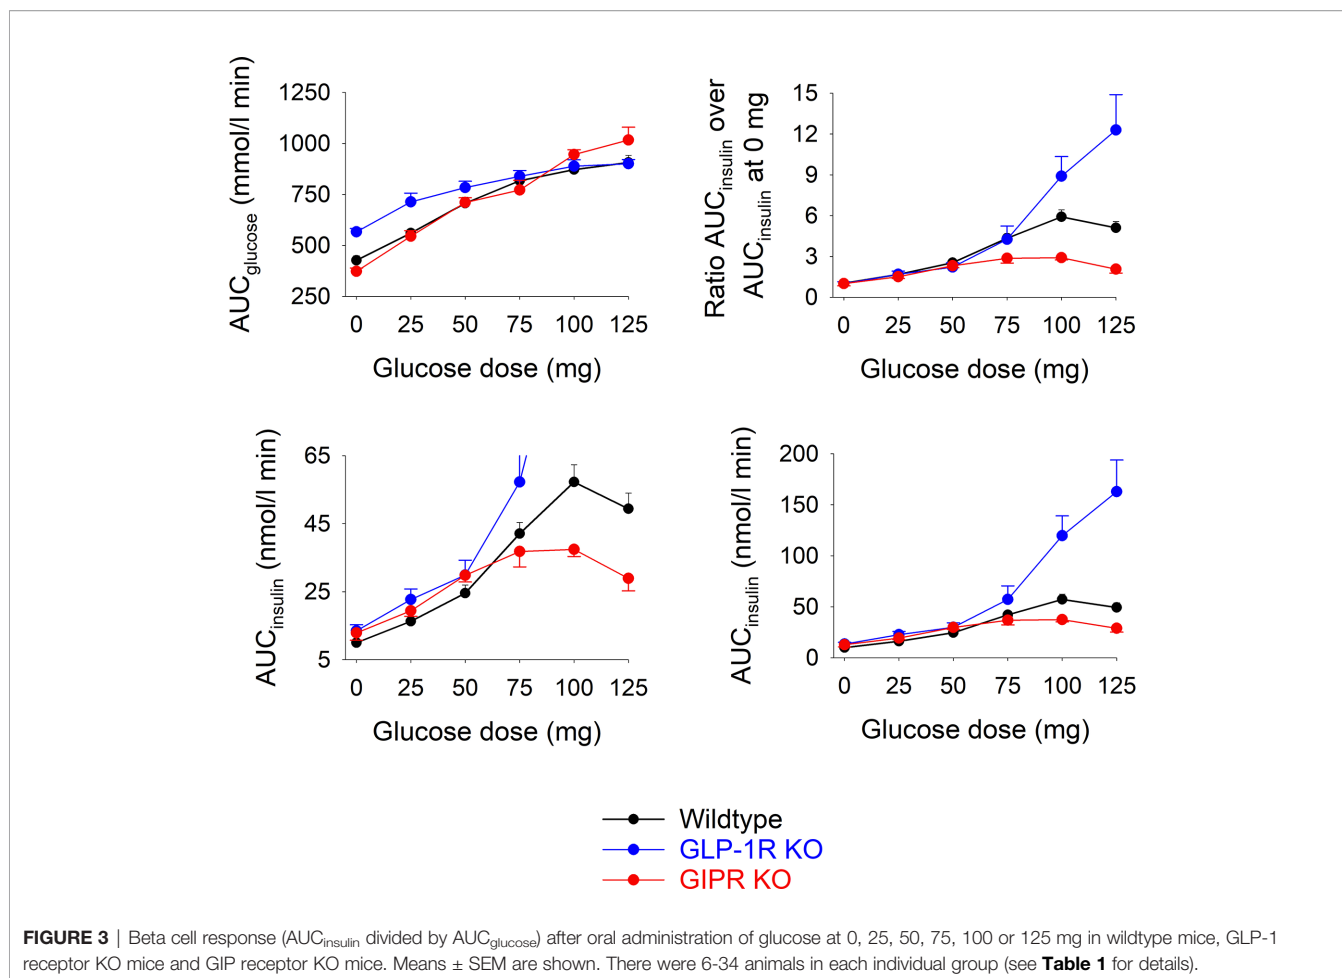 1250
1000
750
500
250
AUCglucose (mmol/l min)
0 25 50 75 100 125
Glucose dose (mg)
15
12
9
6
3
0
Ratio AUCinsulin over
AUCinsulin at 0 mg
0 25 50 75 100 125
Glucose dose (mg)
65
45
25
5
AUCinsulin (nmol/l min)
0 25 50 75 100 125
Glucose dose (mg)
200
150
100
50
0
AUCinsulin (nmol/l min)
0 25 50 75 100 125
Glucose dose (mg)
Wildtype
GLP-1R KO
GIPR KO
FIGURE 3 | Beta cell response (AUCinsulin divided by AUCglucose) after oral administration of glucose at 0, 25, 50, 75, 100 or 125 mg in wildtype mice, GLP-1
receptor KO mice and GIP receptor KO mice. Means ± SEM are shown. There were 6-34 animals in each individual group (see Table 1 for details).